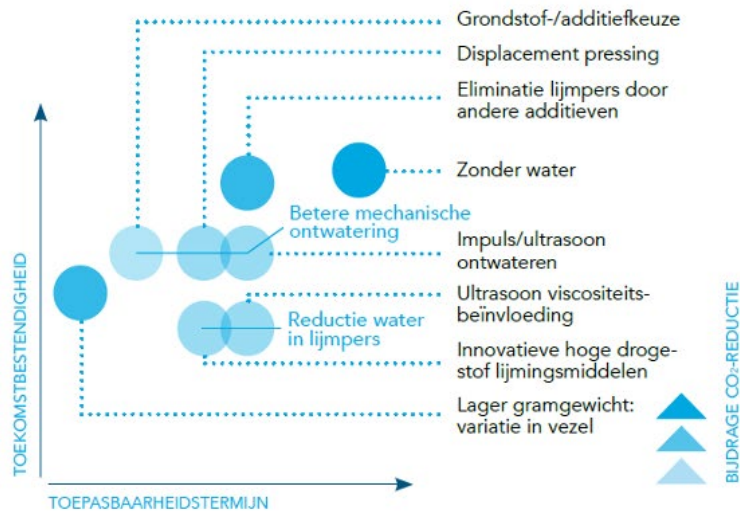 Grondstof-/additiefkeuze
Displacement pressing
Eliminatie lijmpers door
andere additieven
Zonder water
Betere mechanische
ontwatering
Impuls/ultrasoon
ontwateren
Ultrasoon viscositeits-
beïnvloeding
Reductie water
in lijmpers
Innovatieve hoge droge-
stof lijmingsmiddelen
Lager gramgewicht:
variatie in vezel
TOEKOMSTBESTENDIGHEID
TOEPASBAARHEIDSTERMIJN
BIJDRAGE CO₂-REDUCTIE